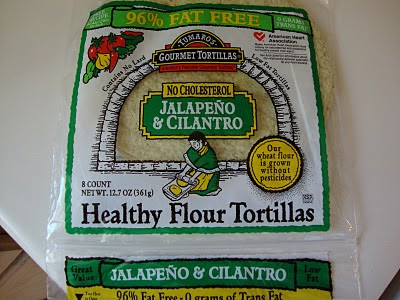 96% FAT FREE
0 GRAMS
TRANS FAT
American Heart
Association
TUMARO'S
GOURMET TORTILLAS
Contains No Lard
Low-Fat Tortillas
NO CHOLESTEROL
JALAPEÑO
& CILANTRO
Our
wheat flour
is grown
without
pesticides.
8 COUNT
NET WT. 12.7 OZ (361g)
Healthy Flour Tortillas
Great
Value
JALAPEÑO & CILANTRO
Low
Fat
96% Fat Free - 0 grams of Trans Fat